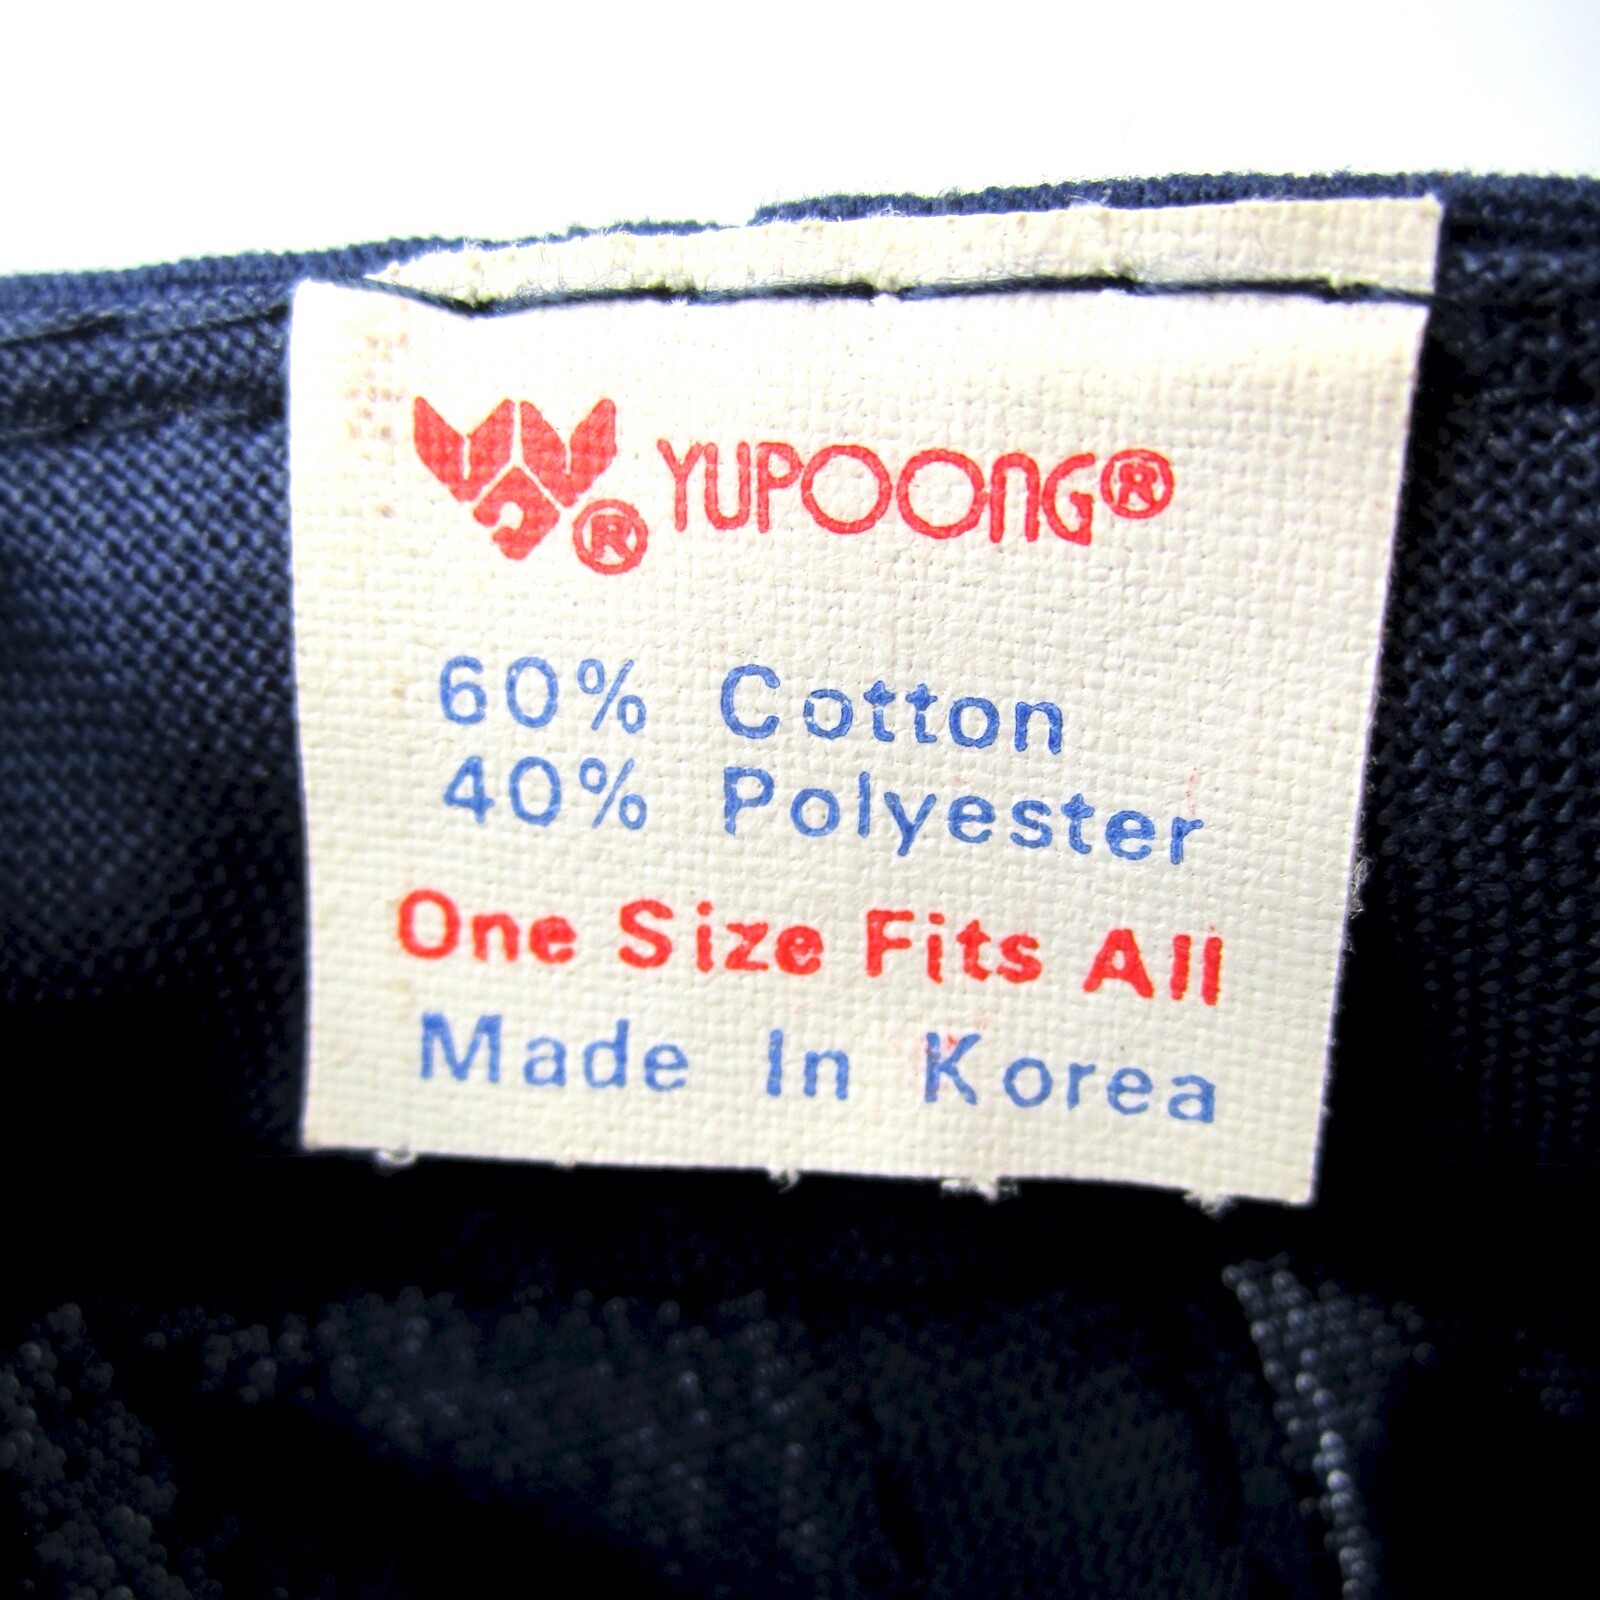 ® YUPOONG®
60% Cotton
40% Polyester
One Size Fits All
Made In Korea